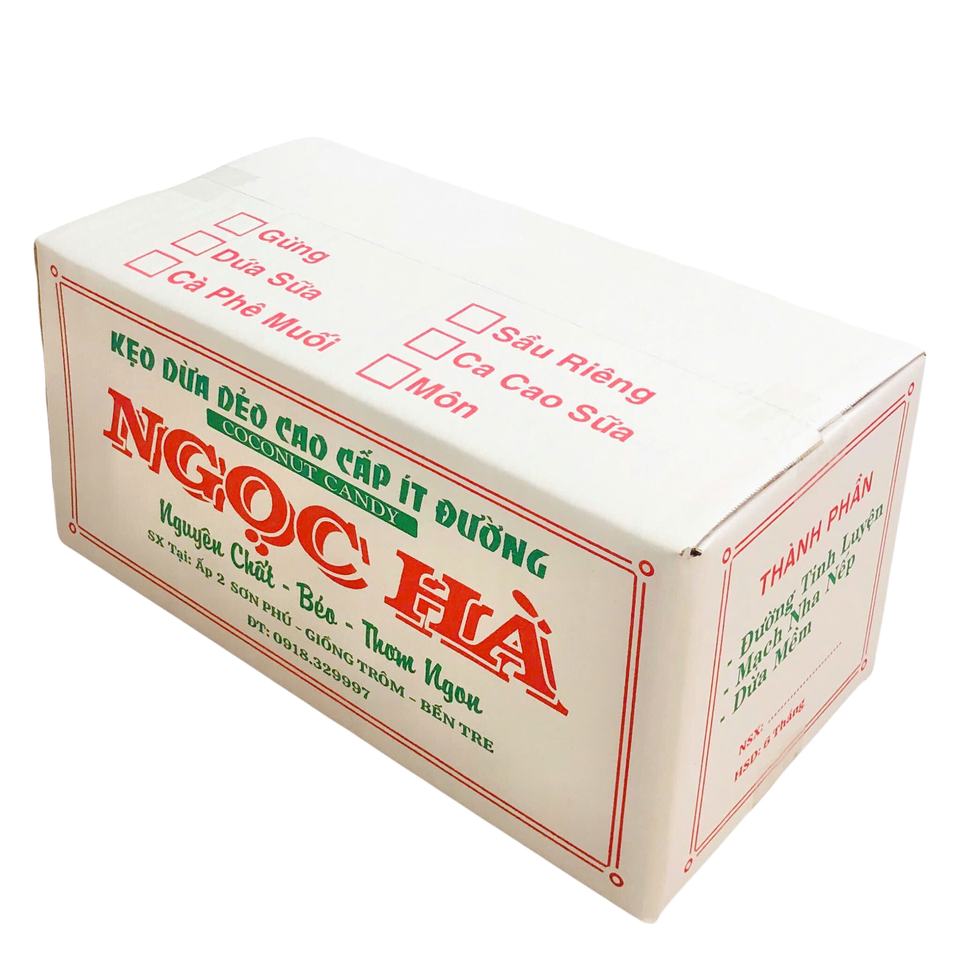 Gừng
Dứa Sữa
Cà Phê Muối
Sầu Riêng
Ca Cao Sữa
Môn
KẸO DỪA DẺO CAO CẤP ÍT ĐƯỜNG
COCONUT CANDY
NGỌC HÀ
Nguyên Chất - Béo - Thơm Ngon
SX Tại: Ấp 2 SƠN PHÚ - GIỒNG TRÔM - BẾN TRE
ĐT: 0918.329997
THÀNH PHẦN
- Đường Tinh Luyện
- Mạch Nha Nếp
- Dừa Mềm
NSX: ........................
HSD: 6 Tháng